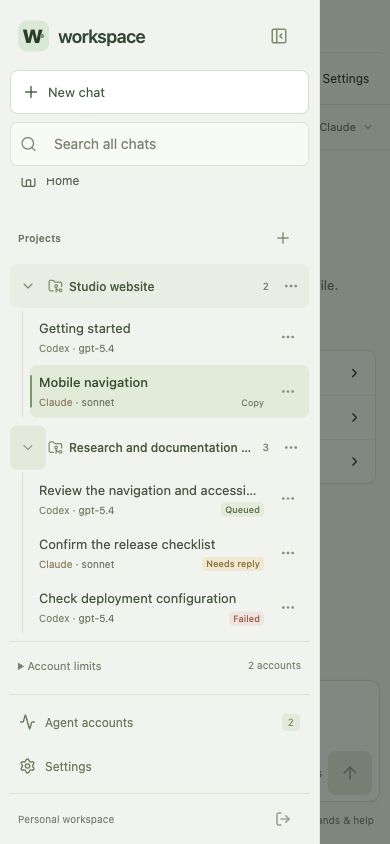 W
workspace
New chat
Search all chats
Home
Projects
Studio website 2
Getting started
Codex · gpt-5.4
Mobile navigation
Claude · sonnet Copy
Research and documentation ... 3
Review the navigation and accessi...
Codex · gpt-5.4 Queued
Confirm the release checklist
Claude · sonnet Needs reply
Check deployment configuration
Codex · gpt-5.4 Failed
Account limits 2 accounts
Agent accounts 2
Settings
Personal workspace
Settings
Claude
& help